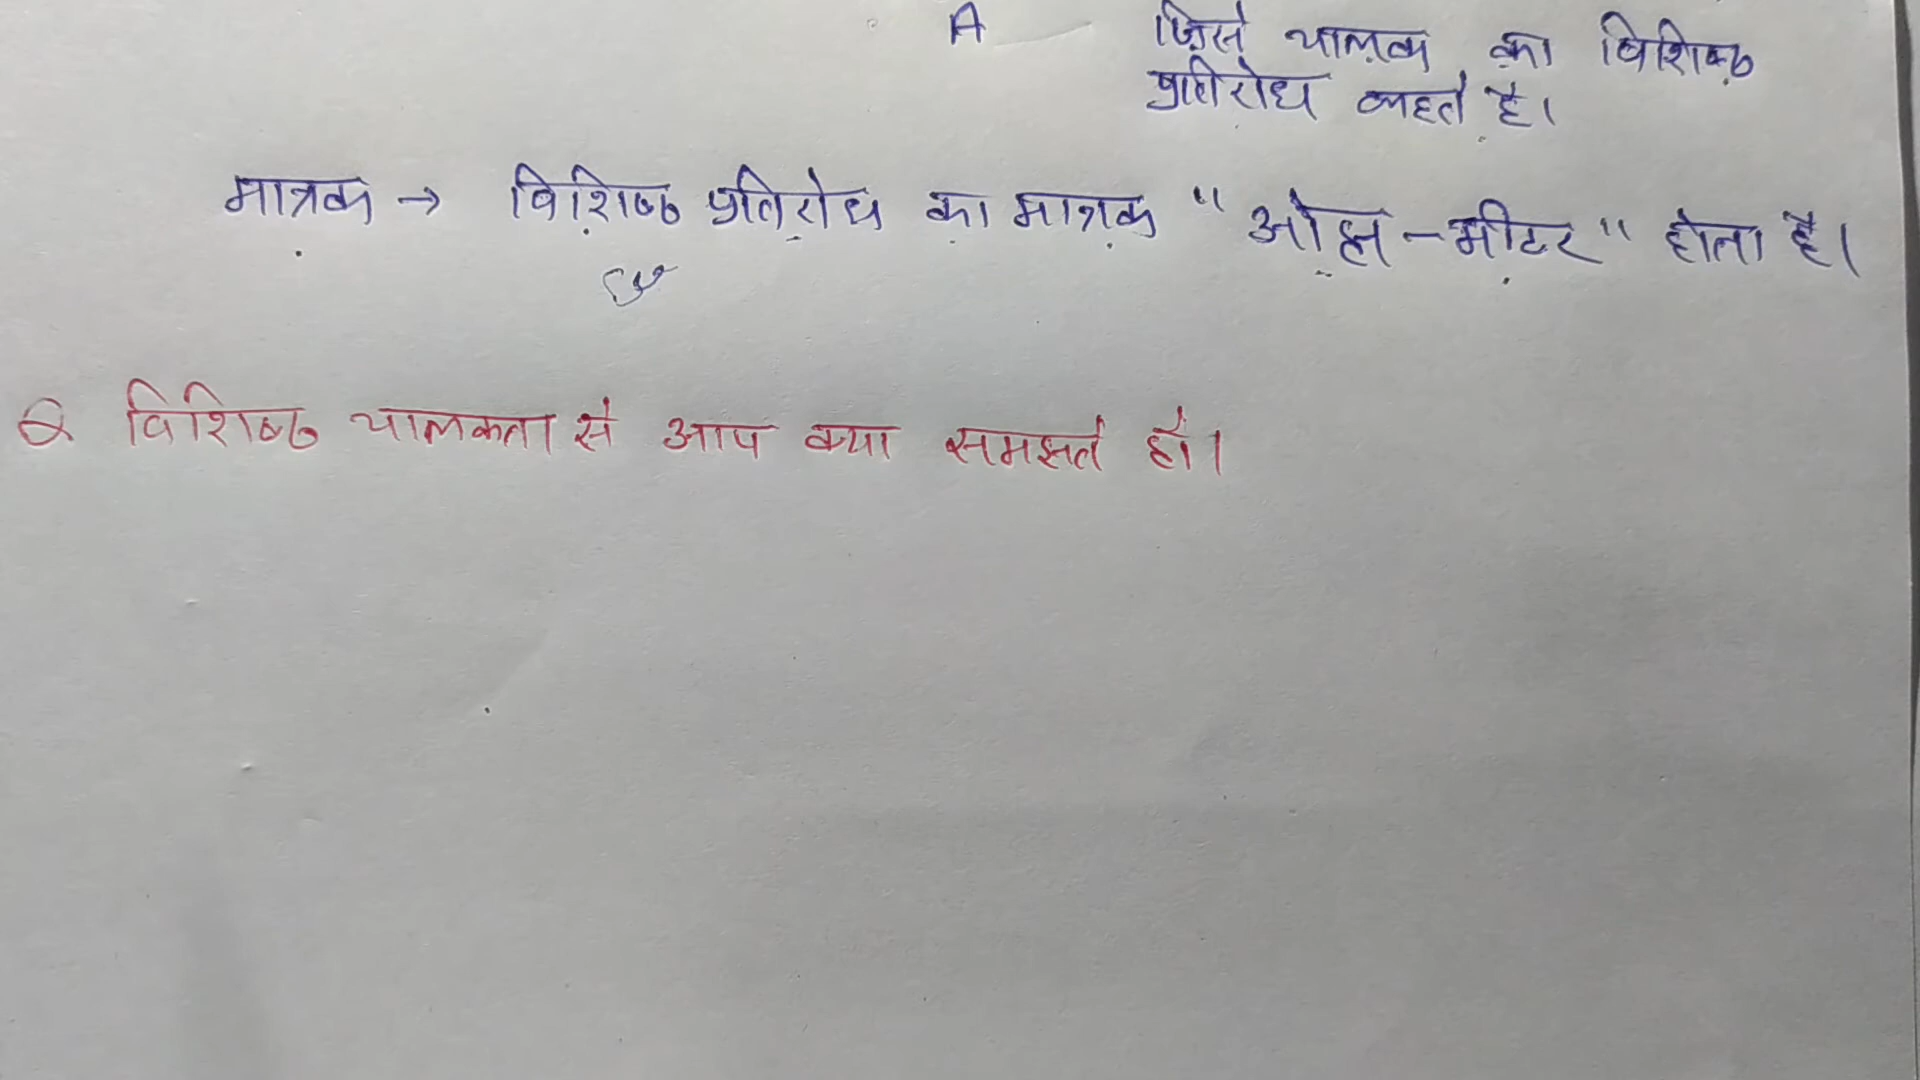 A जिसे चालक का विशिष्ठ
प्रतिरोध कहते है।
मात्रक → विशिष्ठ प्रतिरोध का मात्रक "ओह्म -मीटर" होता है।
Q विशिष्ठ चालकता से आप क्या समझते हो।